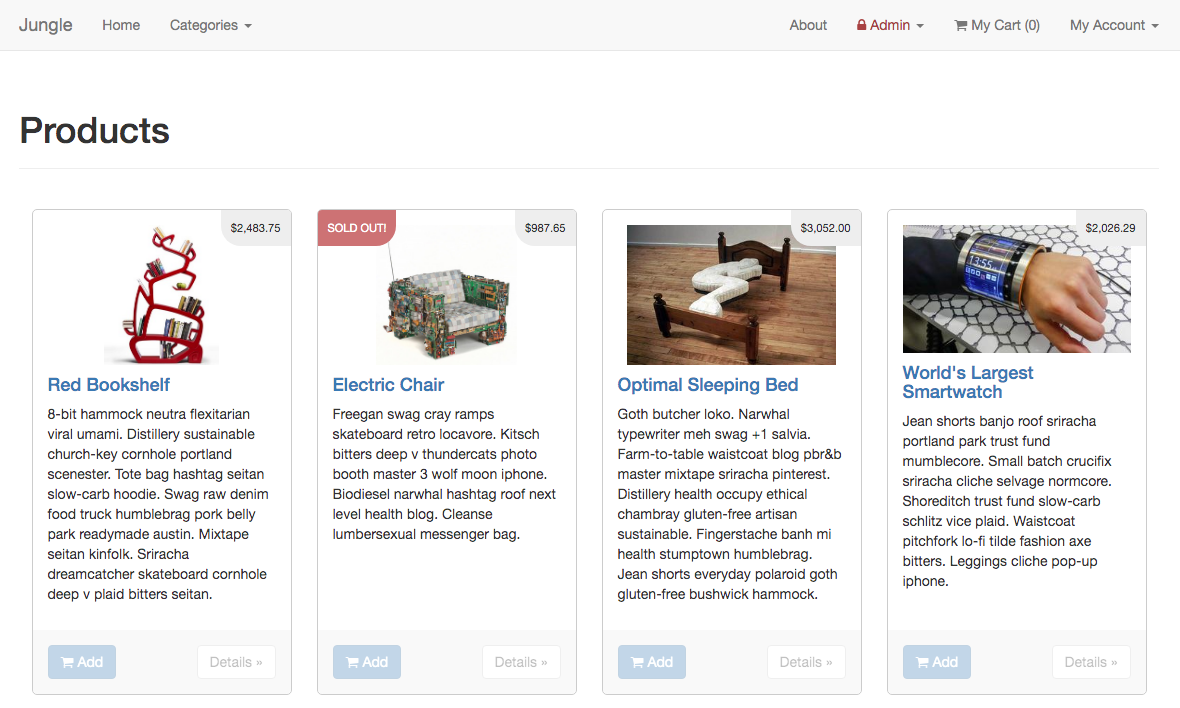 Jungle Home Categories About Admin My Cart (0) My Account
Products
$2,483.75
Red Bookshelf
8-bit hammock neutra flexitarian
viral umami. Distillery sustainable
church-key cornhole portland
scenester. Tote bag hashtag seitan
slow-carb hoodie. Swag raw denim
food truck humblebrag pork belly
park readymade austin. Mixtape
seitan kinfolk. Sriracha
dreamcatcher skateboard cornhole
deep v plaid bitters seitan.
Add Details »
SOLD OUT! $987.65
Electric Chair
Freegan swag cray ramps
skateboard retro locavore. Kitsch
bitters deep v thundercats photo
booth master 3 wolf moon iphone.
Biodiesel narwhal hashtag roof next
level health blog. Cleanse
lumbersexual messenger bag.
Add Details »
$3,052.00
Optimal Sleeping Bed
Goth butcher loko. Narwhal
typewriter meh swag +1 salvia.
Farm-to-table waistcoat blog pbr&b
master mixtape sriracha pinterest.
Distillery health occupy ethical
chambray gluten-free artisan
sustainable. Fingerstache banh mi
health stumptown humblebrag.
Jean shorts everyday polaroid goth
gluten-free bushwick hammock.
Add Details »
$2,026.29
13:55
World's Largest
Smartwatch
Jean shorts banjo roof sriracha
portland park trust fund
mumblecore. Small batch crucifix
sriracha cliche selvage normcore.
Shoreditch trust fund slow-carb
schlitz vice plaid. Waistcoat
pitchfork lo-fi tilde fashion axe
bitters. Leggings cliche pop-up
iphone.
Add Details »